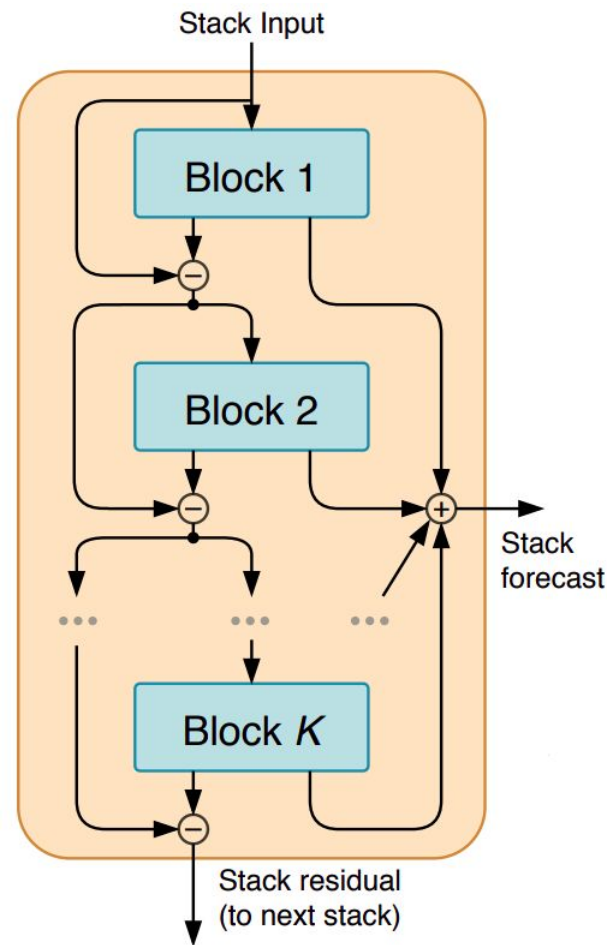 Stack Input
Block 1
−
Block 2
−
+
Stack
forecast
...
...
...
Block K
−
Stack residual
(to next stack)